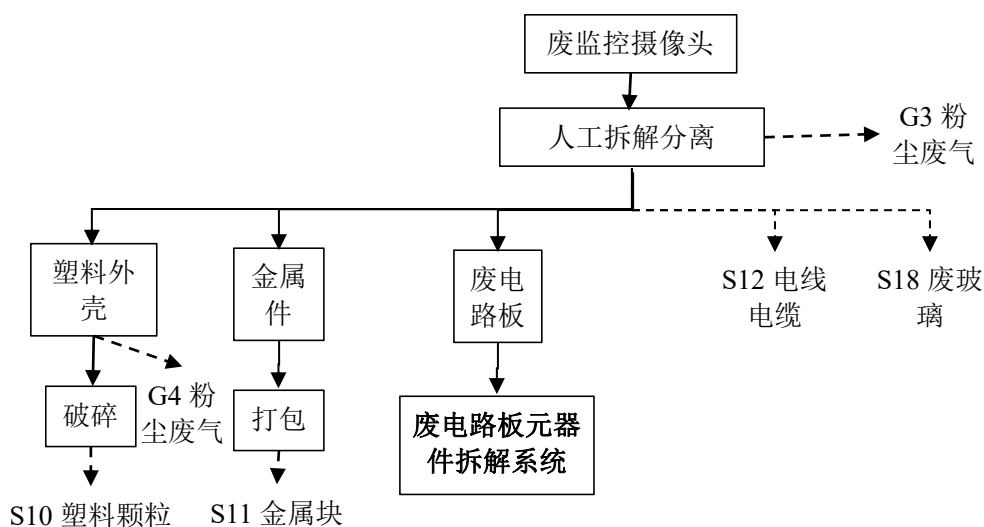 废监控摄像头
人工拆解分离
G3 粉
尘废气
塑料外
壳
金属
件
废电
路板
S12 电线
电缆
S18 废玻
璃
G4 粉
尘废气
破碎
打包
废电路板元器
件拆解系统
S10 塑料颗粒
S11 金属块